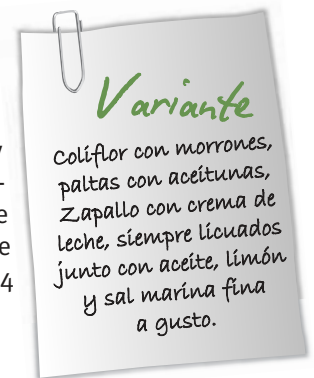 Variante
Coliflor con morrones,
paltas con aceitunas,
Zapallo con crema de
leche, siempre licuados
junto con aceite, limón
y sal marina fina
a gusto.
4